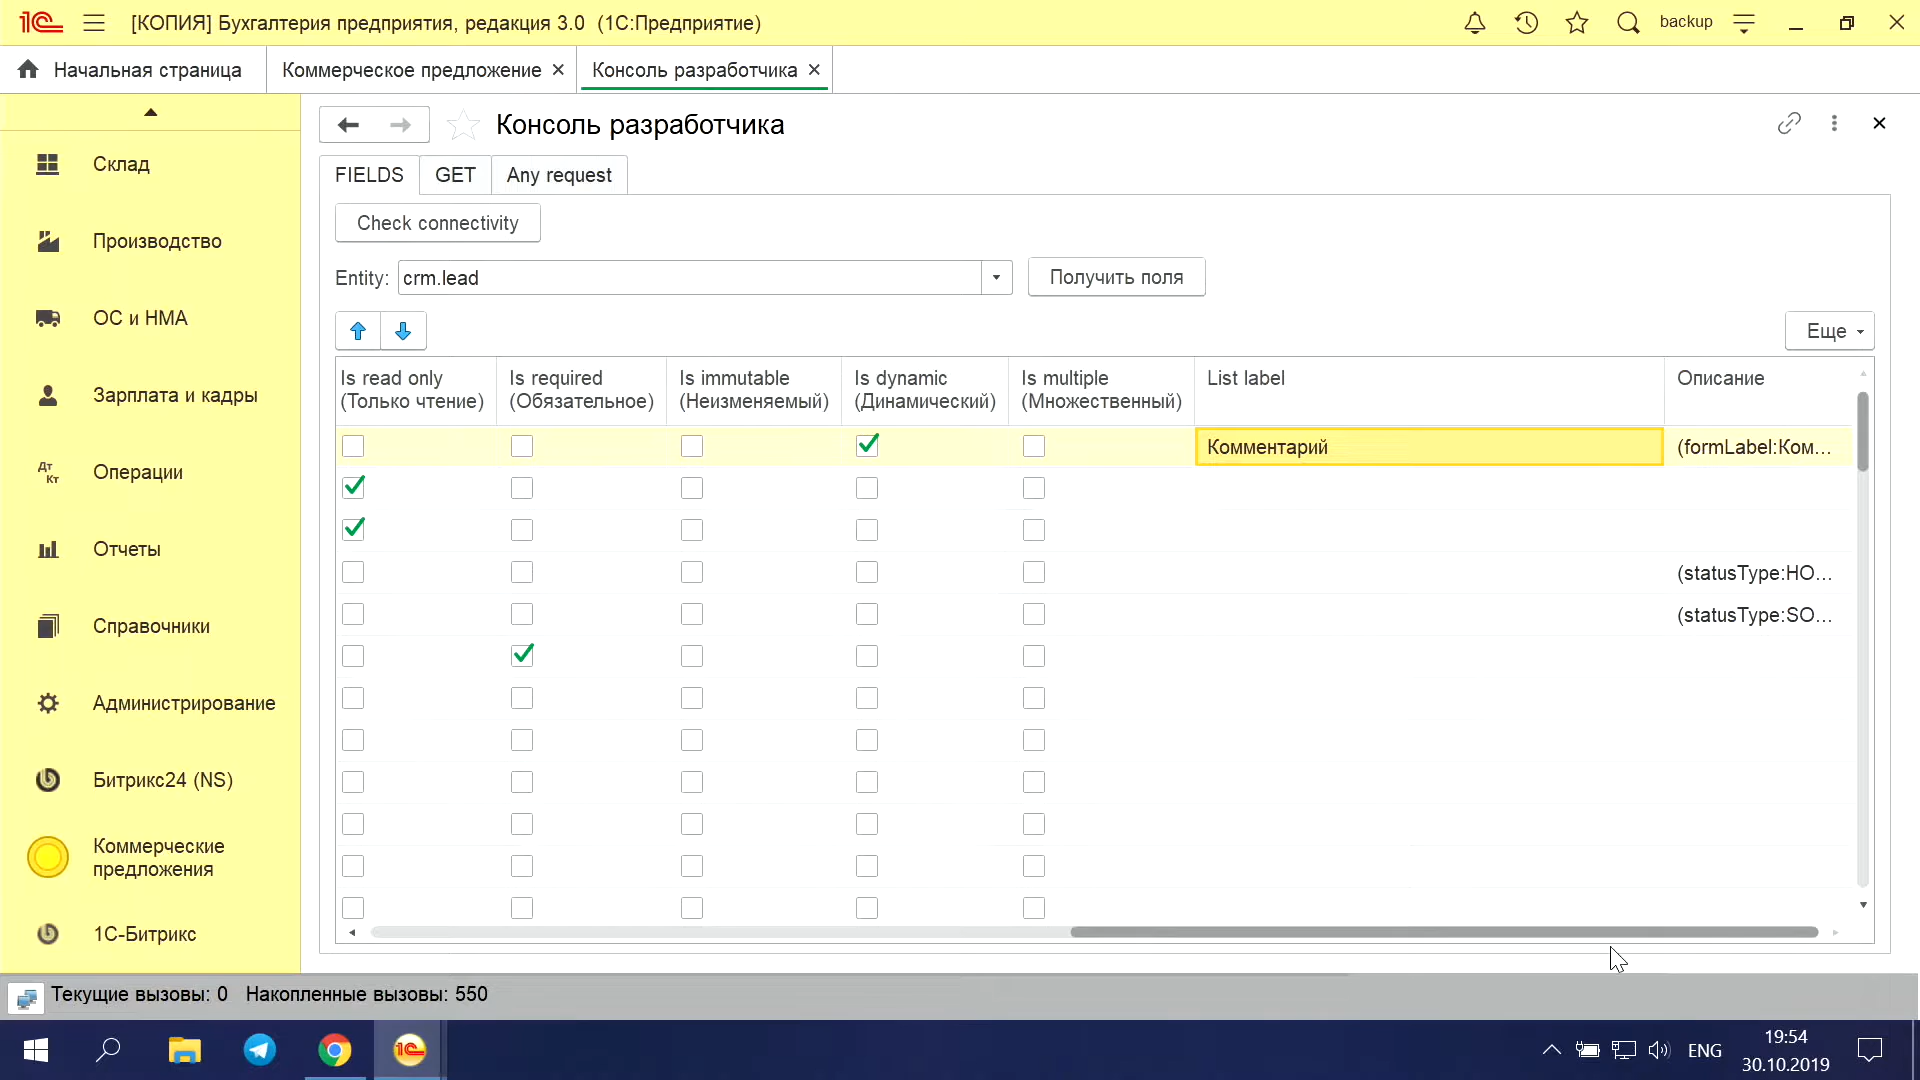 [КОПИЯ] Бухгалтерия предприятия, редакция 3.0 (1С:Предприятие)
backup
Начальная страница
Коммерческое предложение
Консоль разработчика
Консоль разработчика
FIELDS
GET
Any request
Check connectivity
Entity:
crm.lead
Получить поля
Еще
Is read only
(Только чтение)
Is required
(Обязательное)
Is immutable
(Неизменяемый)
Is dynamic
(Динамический)
Is multiple
(Множественный)
List label
Описание
Комментарий
(formLabel:Ком...
(statusType:HO...
(statusType:SO...
Склад
Производство
ОС и НМА
Зарплата и кадры
Дт
Кт
Операции
Отчеты
Справочники
Администрирование
Битрикс24 (NS)
Коммерческие
предложения
1С-Битрикс
Текущие вызовы: 0 Накопленные вызовы: 550
ENG
19:54
30.10.2019